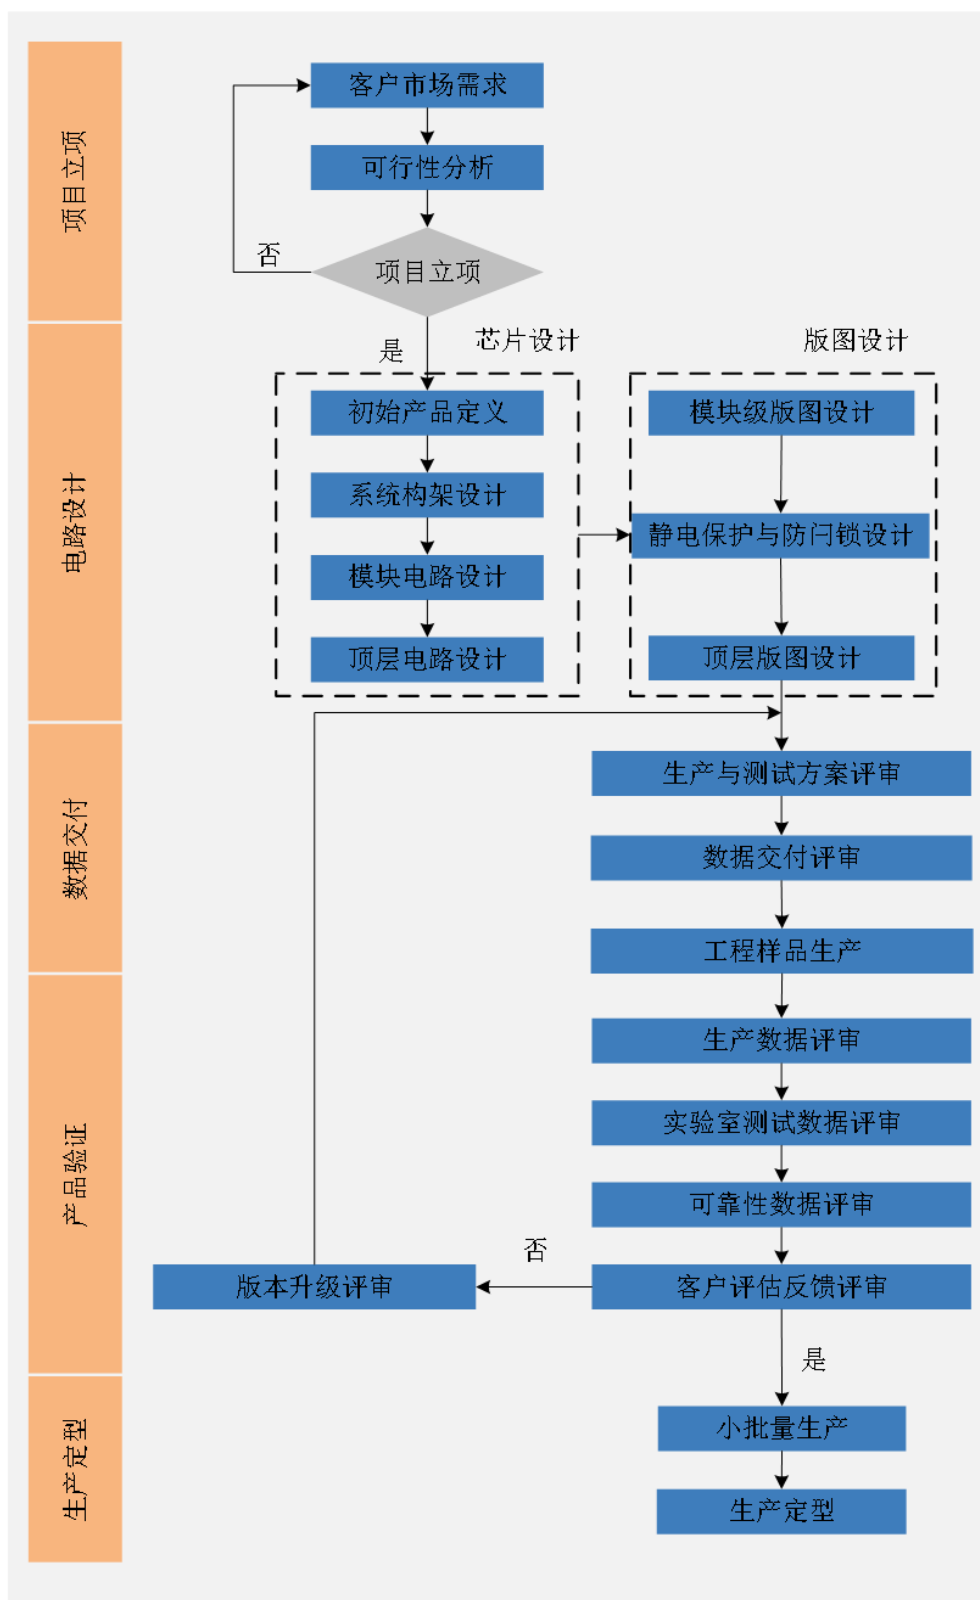 项目立项
客户市场需求
可行性分析
否
项目立项
是
芯片设计
版图设计
电路设计
初始产品定义
系统构架设计
模块电路设计
顶层电路设计
模块级版图设计
静电保护与防闩锁设计
顶层版图设计
数据交付
生产与测试方案评审
数据交付评审
工程样品生产
产品验证
生产数据评审
实验室测试数据评审
可靠性数据评审
否
版本升级评审
客户评估反馈评审
是
生产定型
小批量生产
生产定型